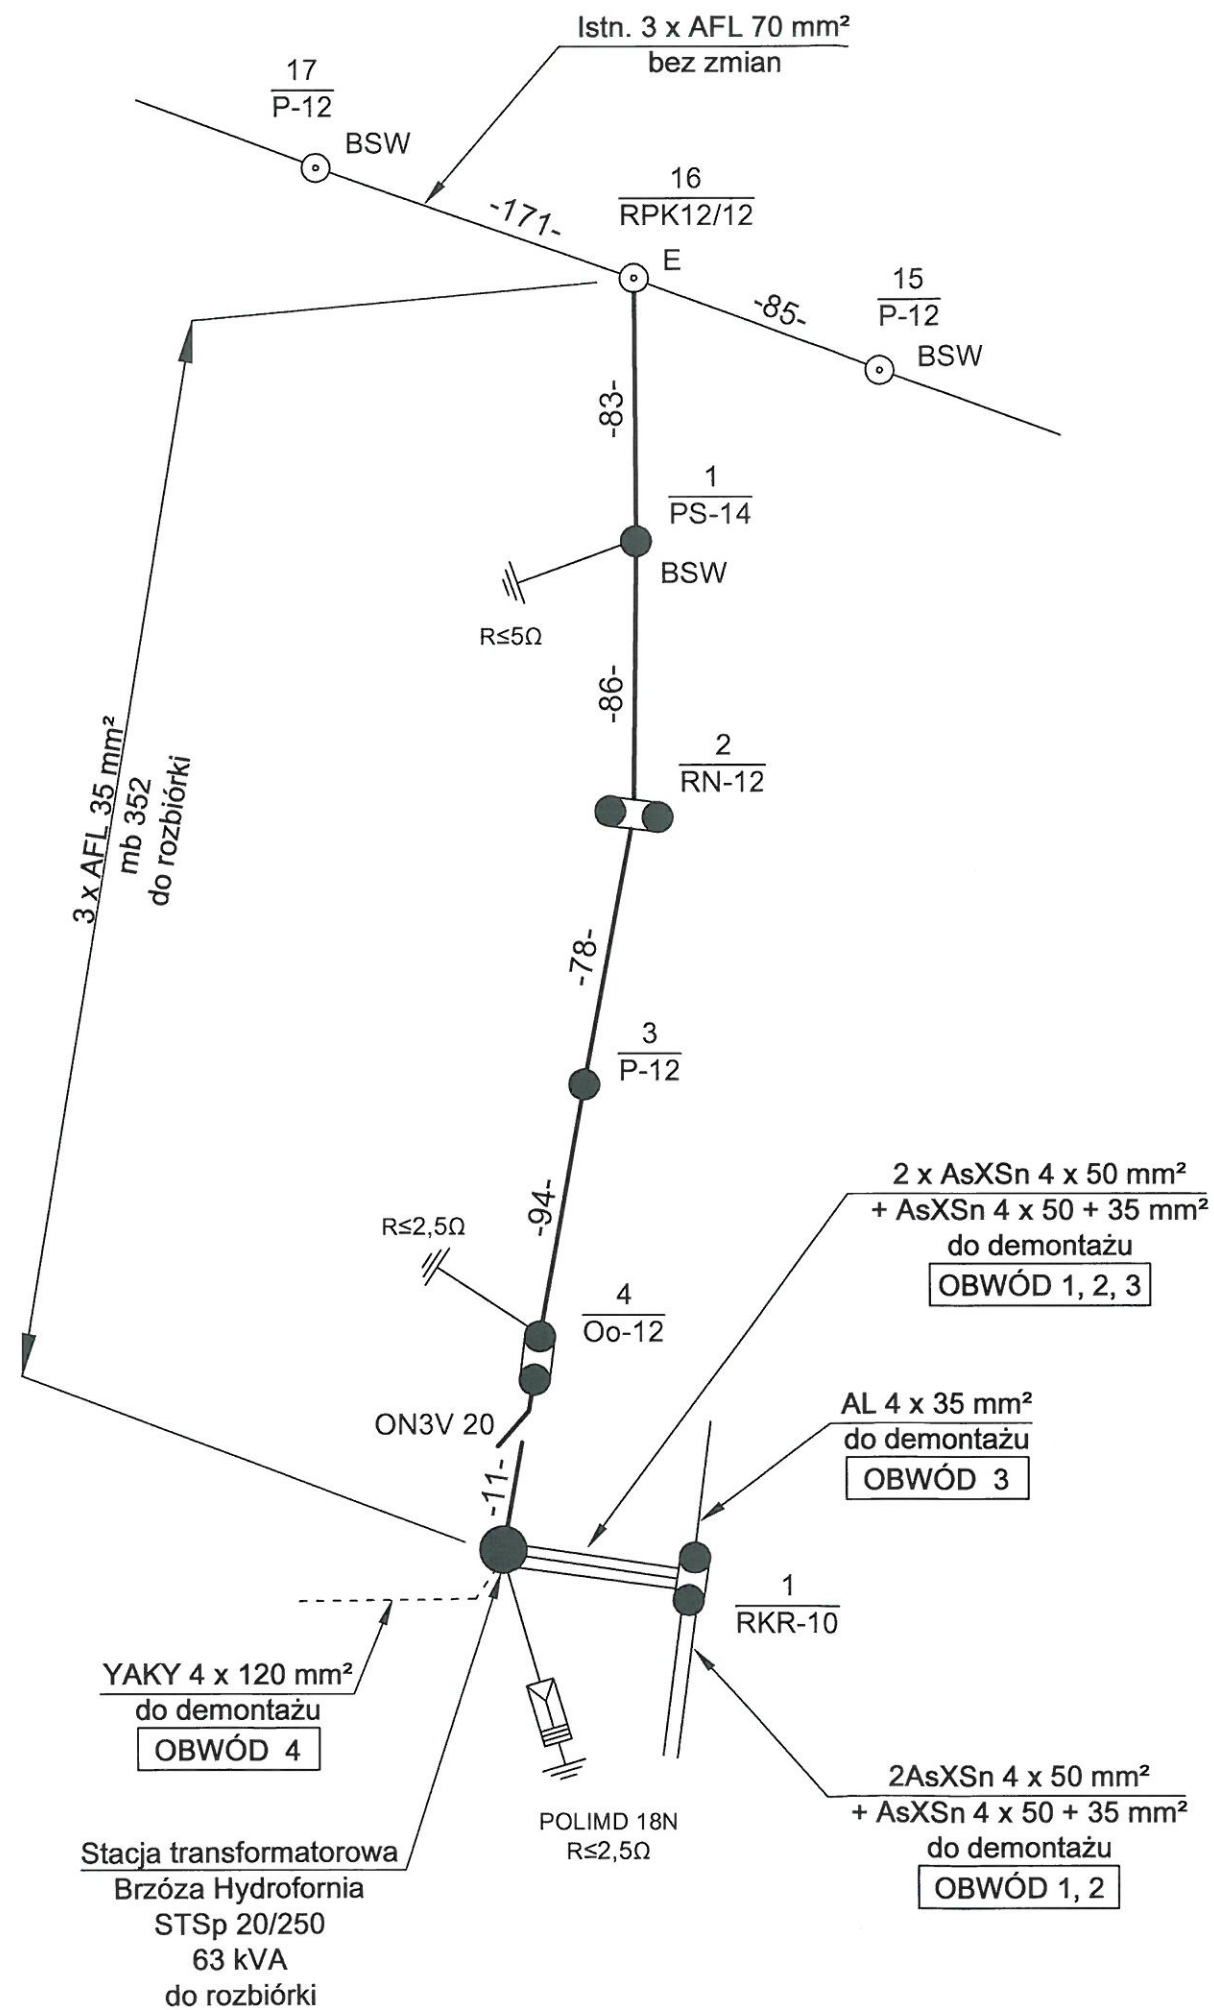 Istn. 3 x AFL 70 mm²
bez zmian
17
P-12
BSW
-171-
16
RPK12/12
E
-85-
15
P-12
BSW
-83-
1
PS-14
BSW
R≤5Ω
-86-
2
RN-12
3 x AFL 35 mm²
mb 352
do rozbiórki
-78-
3
P-12
-94-
R≤2,5Ω
4
Oo-12
ON3V 20
-11-
2 x AsXSn 4 x 50 mm²
+ AsXSn 4 x 50 + 35 mm²
do demontażu
OBWÓD 1, 2, 3
AL 4 x 35 mm²
do demontażu
OBWÓD 3
1
RKR-10
YAKY 4 x 120 mm²
do demontażu
OBWÓD 4
POLIMD 18N
R≤2,5Ω
2AsXSn 4 x 50 mm²
+ AsXSn 4 x 50 + 35 mm²
do demontażu
OBWÓD 1, 2
Stacja transformatorowa
Brzóza Hydrofornia
STSp 20/250
63 kVA
do rozbiórki